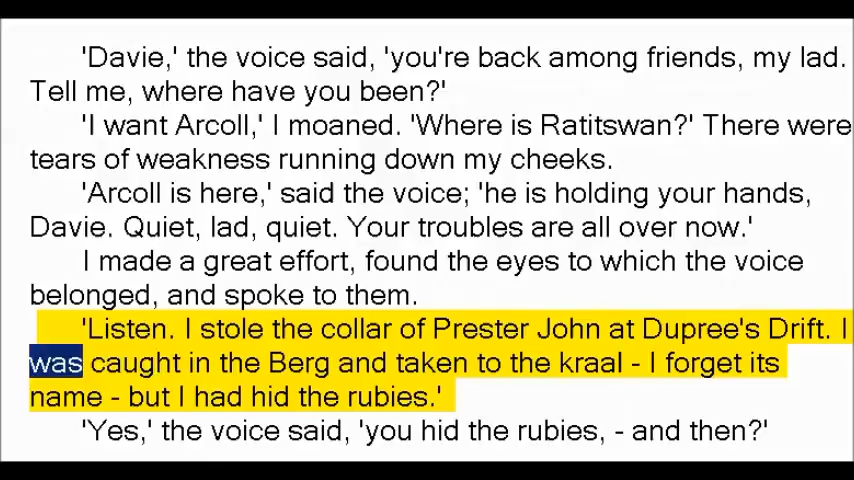 'Davie,' the voice said, 'you're back among friends, my lad.
Tell me, where have you been?'
'I want Arcoll,' I moaned. 'Where is Ratitswan?' There were
tears of weakness running down my cheeks.
'Arcoll is here,' said the voice; 'he is holding your hands,
Davie. Quiet, lad, quiet. Your troubles are all over now.'
I made a great effort, found the eyes to which the voice
belonged, and spoke to them.
'Listen. I stole the collar of Prester John at Dupree's Drift. I
was caught in the Berg and taken to the kraal - I forget its
name - but I had hid the rubies.'
'Yes,' the voice said, 'you hid the rubies, - and then?'